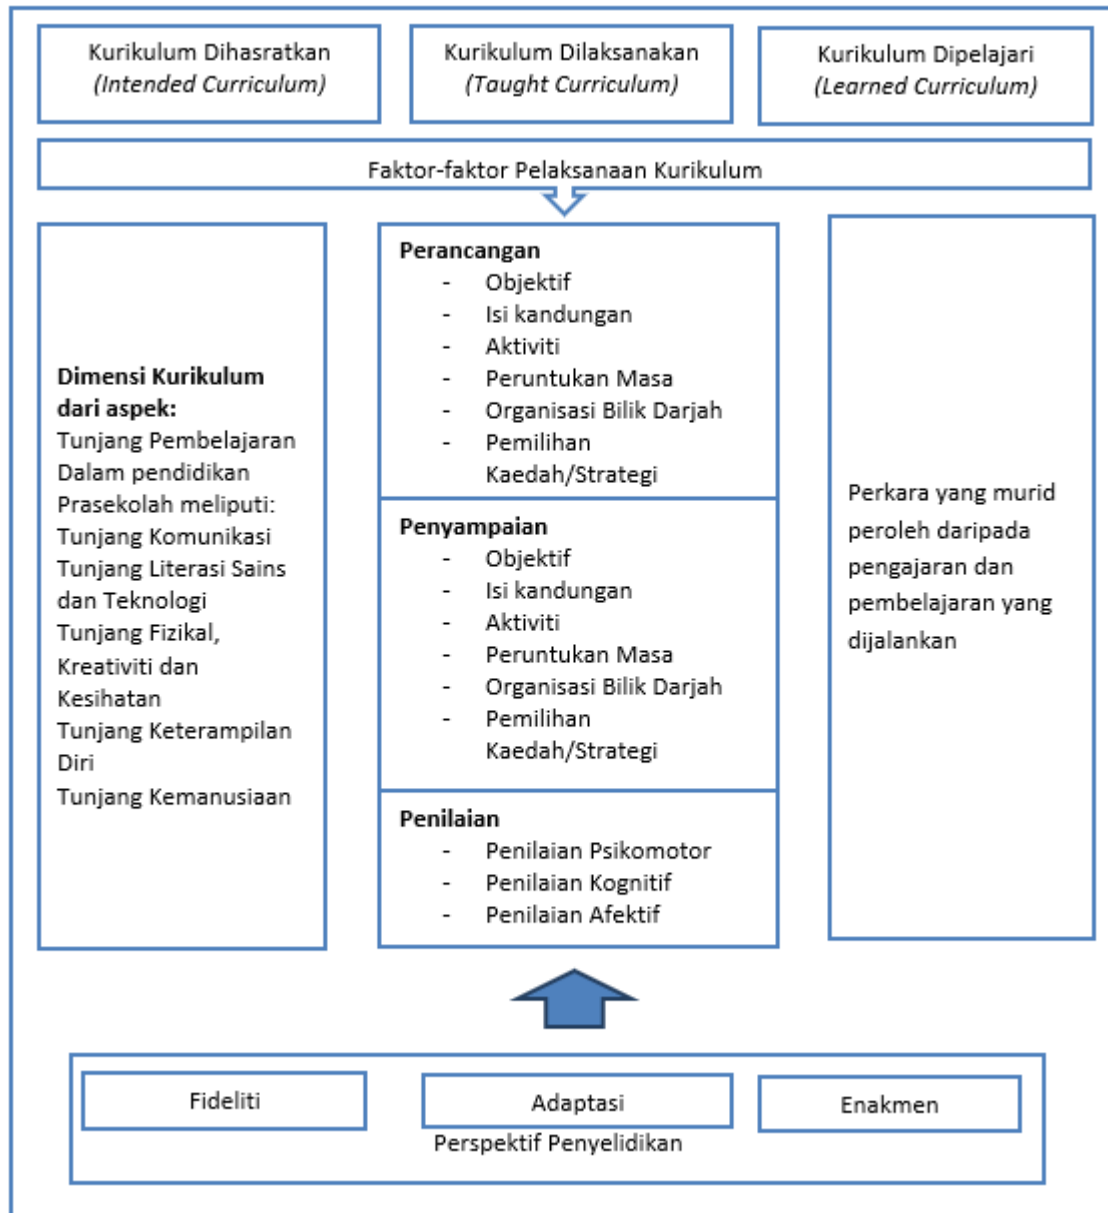 Kurikulum Dihasratkan
(Intended Curriculum)
Kurikulum Dilaksanakan
(Taught Curriculum)
Kurikulum Dipelajari
(Learned Curriculum)
Faktor-faktor Pelaksanaan Kurikulum
Dimensi Kurikulum
dari aspek:
Tunjang Pembelajaran
Dalam pendidikan
Prasekolah meliputi:
Tunjang Komunikasi
Tunjang Literasi Sains
dan Teknologi
Tunjang Fizikal,
Kreativiti dan
Kesihatan
Tunjang Keterampilan
Diri
Tunjang Kemanusiaan
Perancangan
- Objektif
- Isi kandungan
- Aktiviti
- Peruntukan Masa
- Organisasi Bilik Darjah
- Pemilihan
Kaedah/Strategi
Penyampaian
- Objektif
- Isi kandungan
- Aktiviti
- Peruntukan Masa
- Organisasi Bilik Darjah
- Pemilihan
Kaedah/Strategi
Penilaian
- Penilaian Psikomotor
- Penilaian Kognitif
- Penilaian Afektif
Perkara yang murid
peroleh daripada
pengajaran dan
pembelajaran yang
dijalankan
Fideliti
Adaptasi
Enakmen
Perspektif Penyelidikan